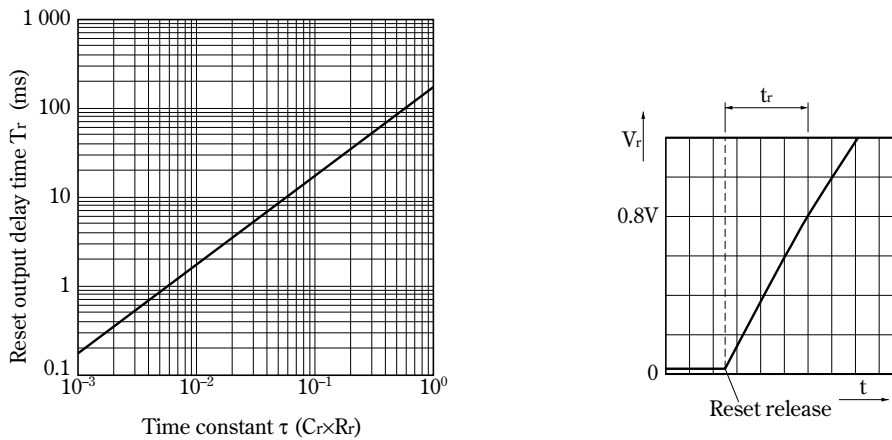 Reset output delay time Tr (ms)
1 000
100
10
1
0.1
10⁻³
10⁻²
10⁻¹
10⁰
Time constant τ (Cr×Rr)
tr
Vr
0.8V
0
t
Reset release